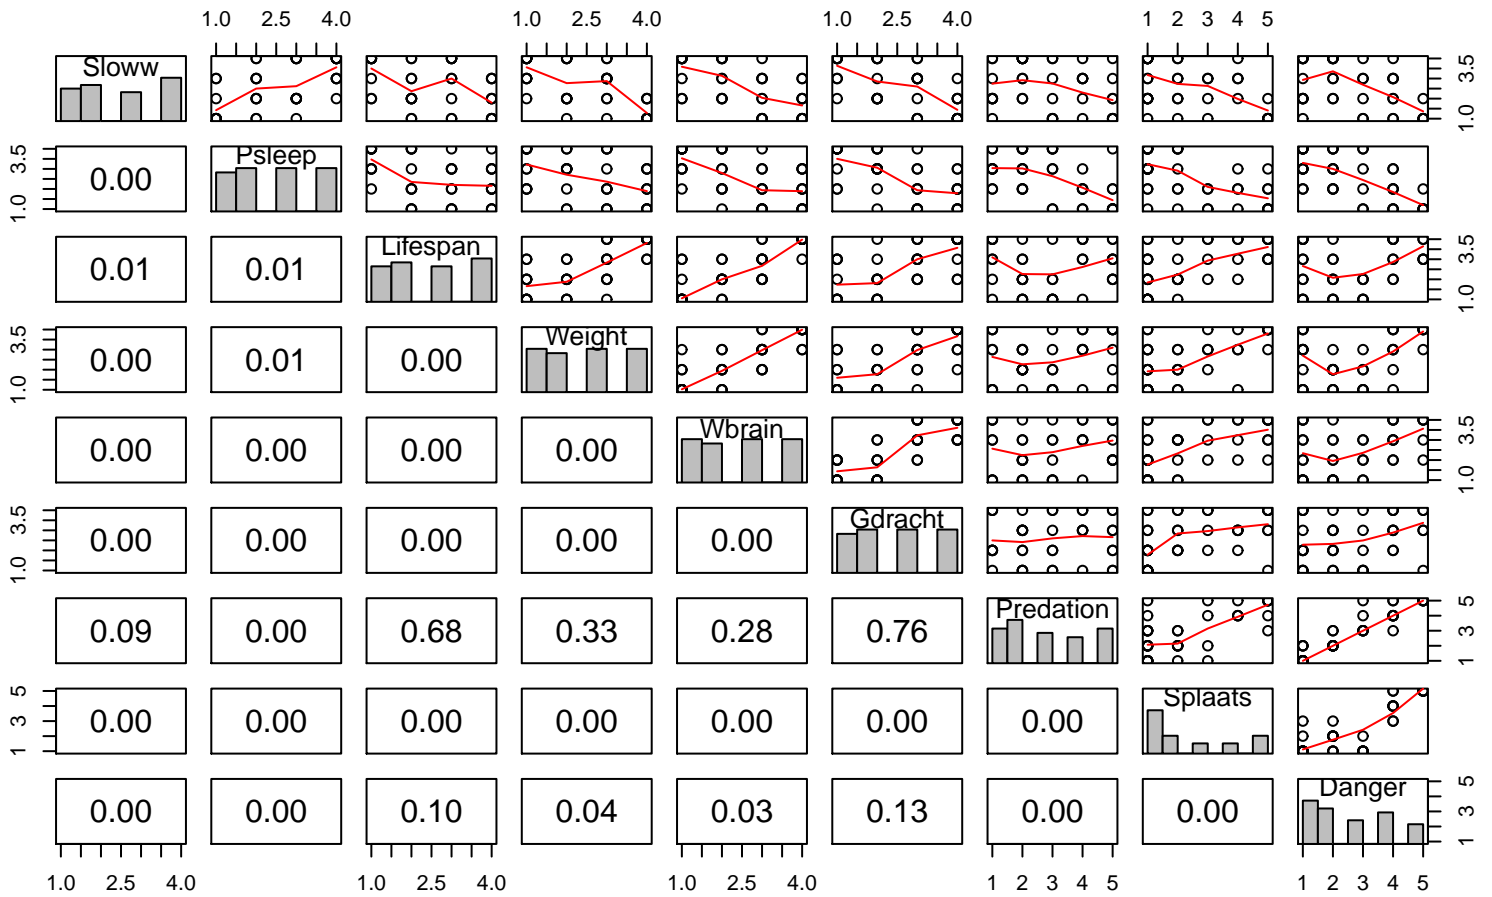 1.0 2.5 4.0 1.0 2.5 4.0 1.0 2.5 4.0 1 2 3 4 5
Sloww 1.0 3.5
1.0 3.5 0.00 Psleep
0.01 0.01 Lifespan 1.0 3.5
1.0 3.5 0.00 0.01 0.00 Weight
0.00 0.00 0.00 0.00 Wbrain 1.0 3.5
1.0 3.5 0.00 0.00 0.00 0.00 0.00 Gdracht
0.09 0.00 0.68 0.33 0.28 0.76 Predation 1 3 5
1 3 5 0.00 0.00 0.00 0.00 0.00 0.00 0.00 Splaats
0.00 0.00 0.10 0.04 0.03 0.13 0.00 0.00 Danger 1 3 5
1.0 2.5 4.0 1.0 2.5 4.0 1.0 2.5 4.0 1 2 3 4 5 1 2 3 4 5